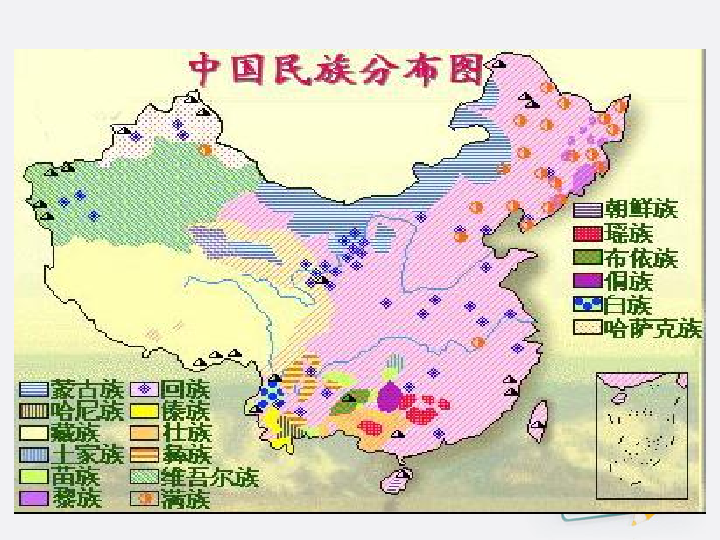 中国民族分布图
朝鲜族
瑶族
布依族
侗族
白族
哈萨克族
蒙古族 回族
哈尼族 傣族
藏族 壮族
土家族 彝族
苗族 维吾尔族
黎族 满族